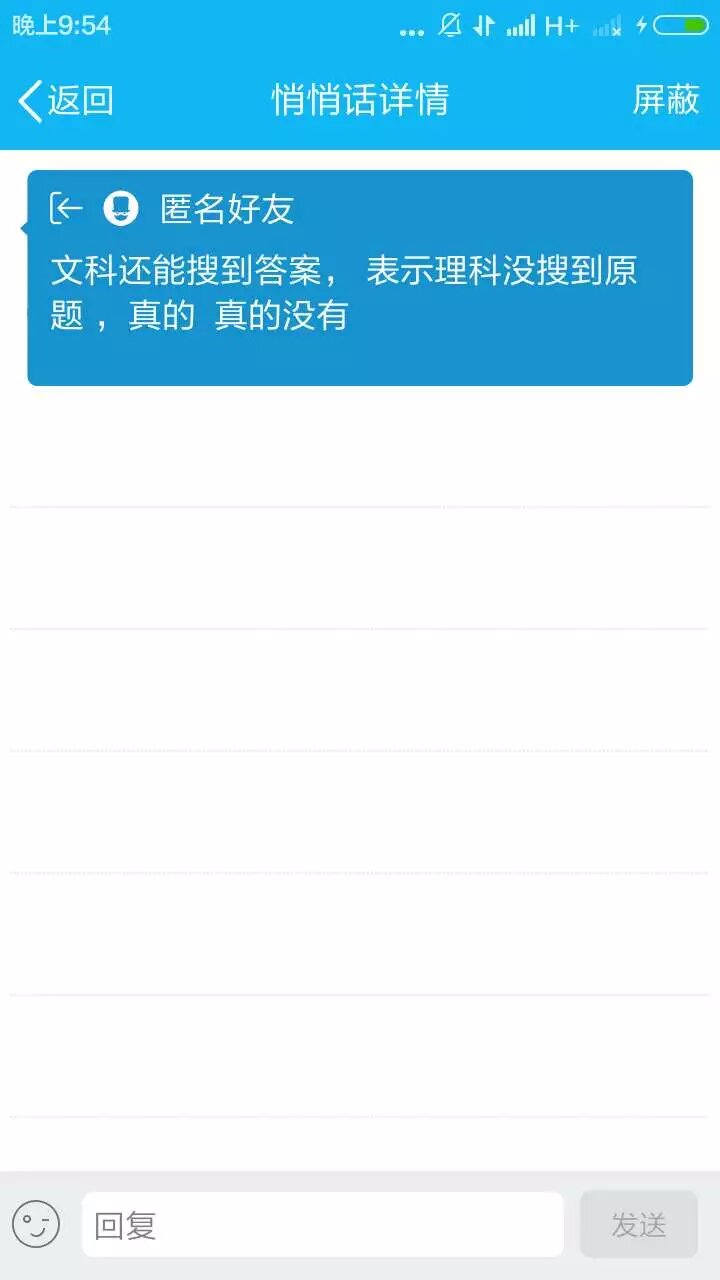 晚上9:54
H+
返回
悄悄话详情
屏蔽
匿名好友
文科还能搜到答案， 表示理科没搜到原
题 ，真的 真的没有
回复
发送